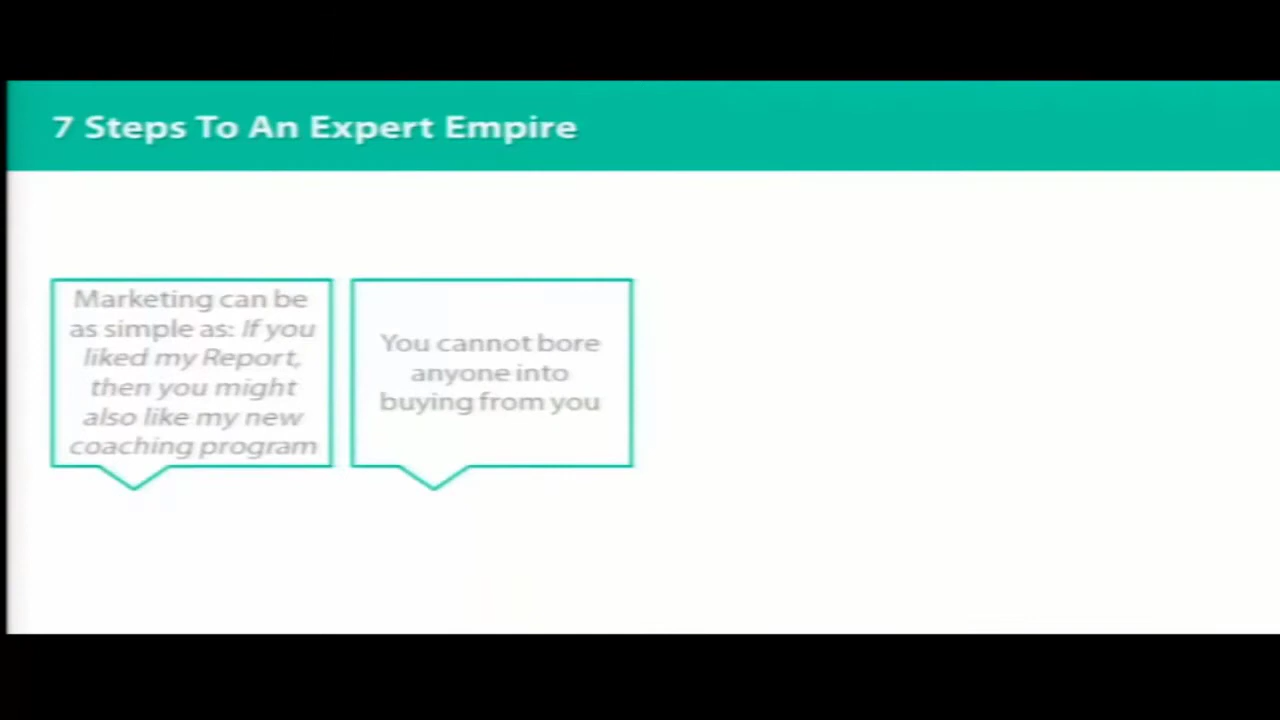 7 Steps To An Expert Empire
Marketing can be
as simple as: If you
liked my Report,
then you might
also like my new
coaching program
You cannot bore
anyone into
buying from you